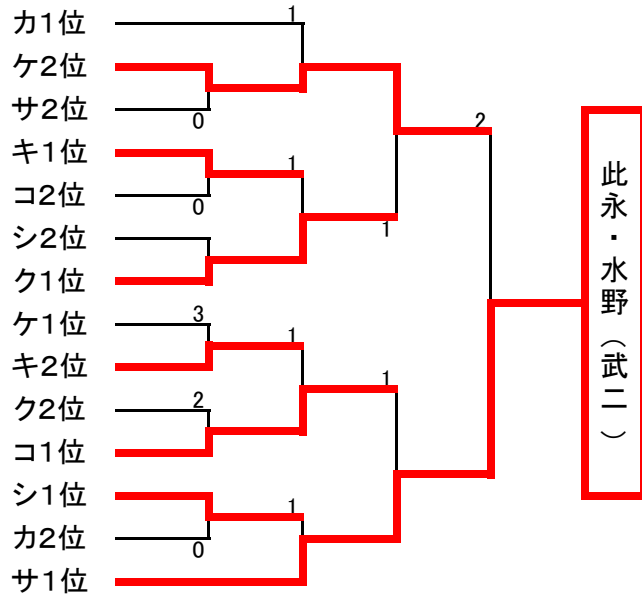 カ1位
1
ケ2位
サ2位
0
2
キ1位
1
コ2位
0
シ2位
1
ク1位
ケ1位
3
キ2位
1
ク2位
2
1
コ1位
シ1位
1
カ2位
0
サ1位
此永・水野（武二）